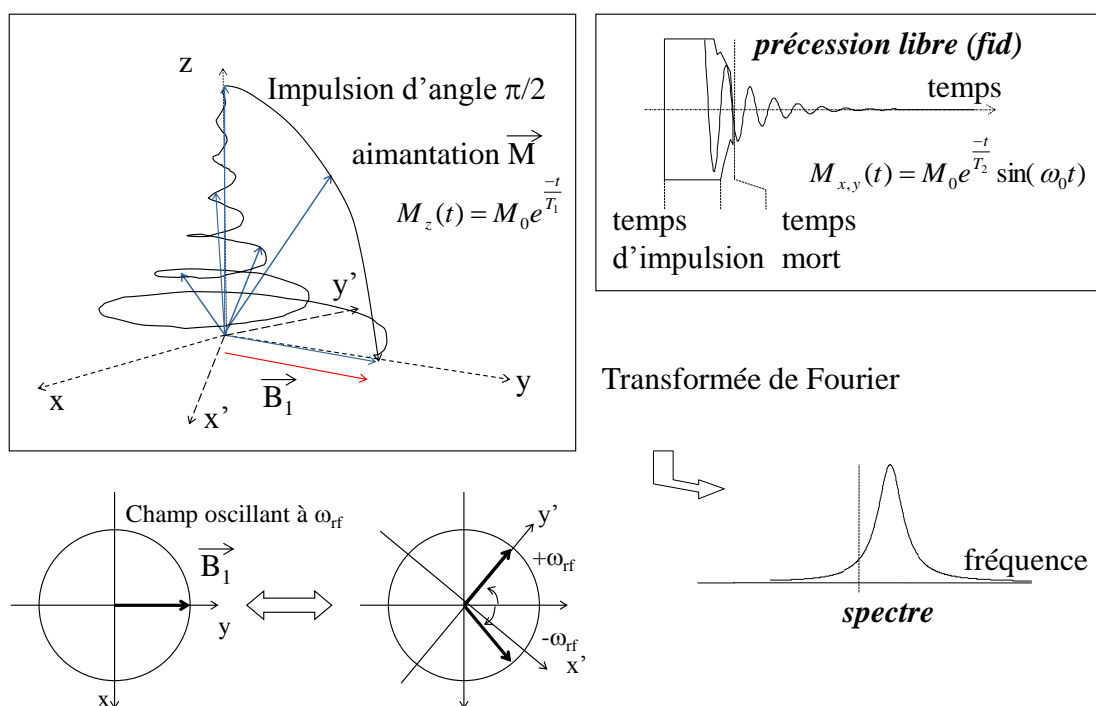 z
Impulsion d’angle π/2
aimantation M
M_z(t) = M_0 e^{-t/T_1}
y’
x
x’
B_1
y
précession libre (fid)
temps
M_{x,y}(t) = M_0 e^{-t/T_2} sin(ω_0 t)
temps
d’impulsion
temps
mort
Transformée de Fourier
fréquence
spectre
Champ oscillant à ω_rf
B_1
y
x
y’
+ω_rf
-ω_rf
x’